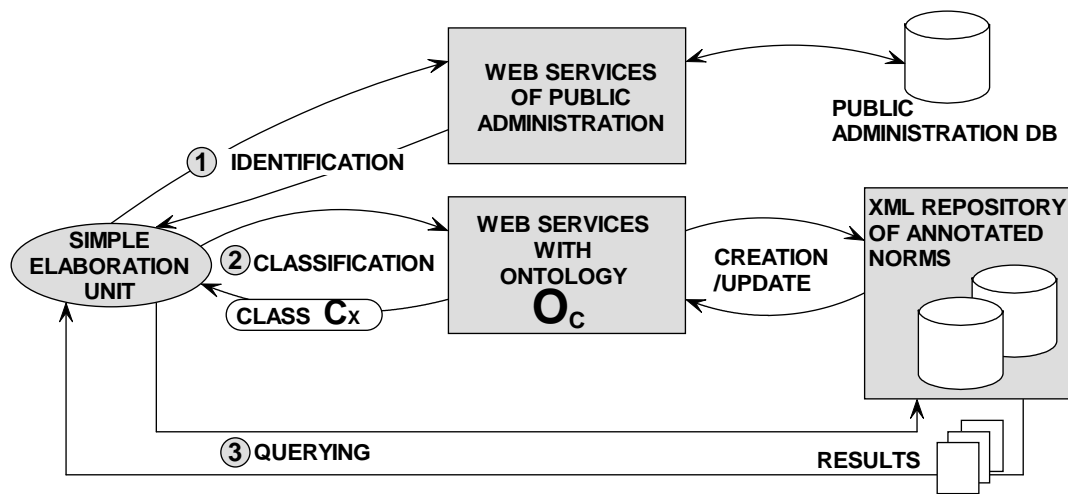 WEB SERVICES
OF PUBLIC
ADMINISTRATION
PUBLIC
ADMINISTRATION DB
1 IDENTIFICATION
SIMPLE
ELABORATION
UNIT
2 CLASSIFICATION
CLASS Cx
WEB SERVICES
WITH
ONTOLOGY
Oc
CREATION
/UPDATE
XML REPOSITORY
OF ANNOTATED
NORMS
3 QUERYING
RESULTS